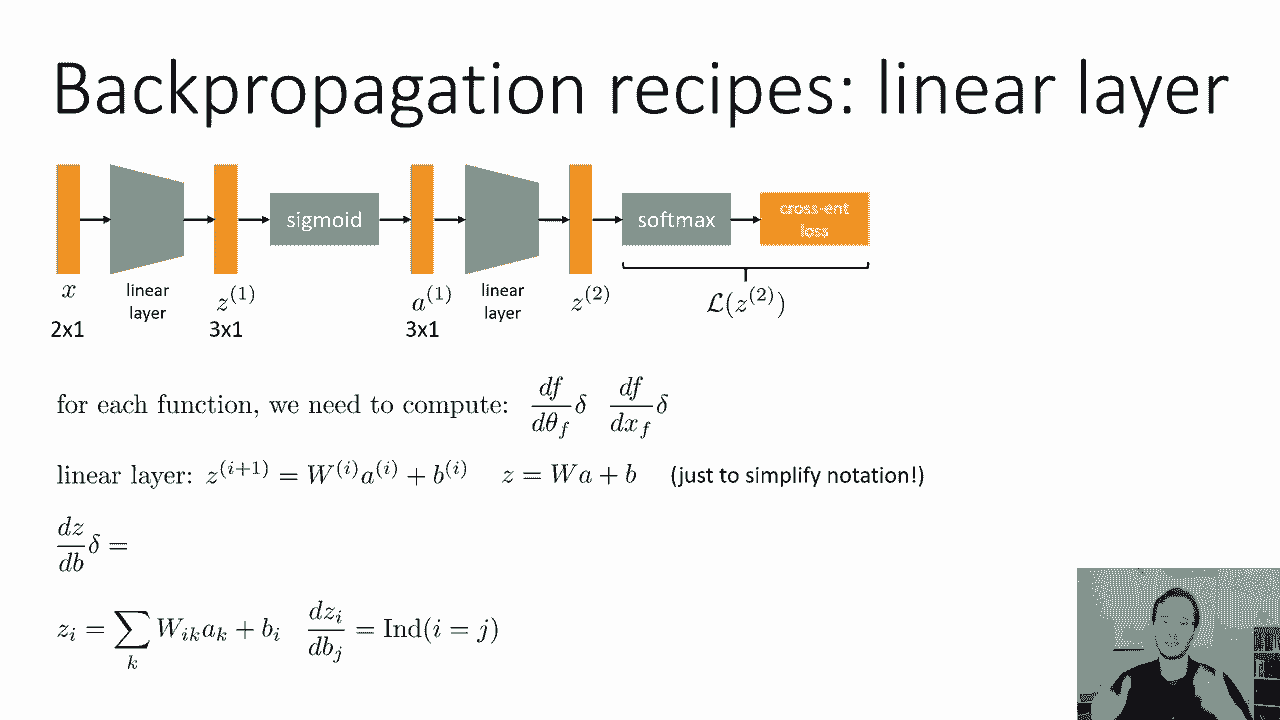 Backpropagation recipes: linear layer
sigmoid
softmax
cross-ent
loss
x
linear
layer
z^{(1)}
a^{(1)}
linear
layer
z^{(2)}
\mathcal{L}(z^{(2)})
2x1
3x1
3x1
for each function, we need to compute: \frac{df}{d\theta_f}\delta \frac{df}{dx_f}\delta
linear layer: z^{(i+1)} = W^{(i)}a^{(i)} + b^{(i)} z = Wa + b (just to simplify notation!)
\frac{dz}{db}\delta =
z_i = \sum_k W_{ik}a_k + b_i \frac{dz_i}{db_j} = Ind(i = j)